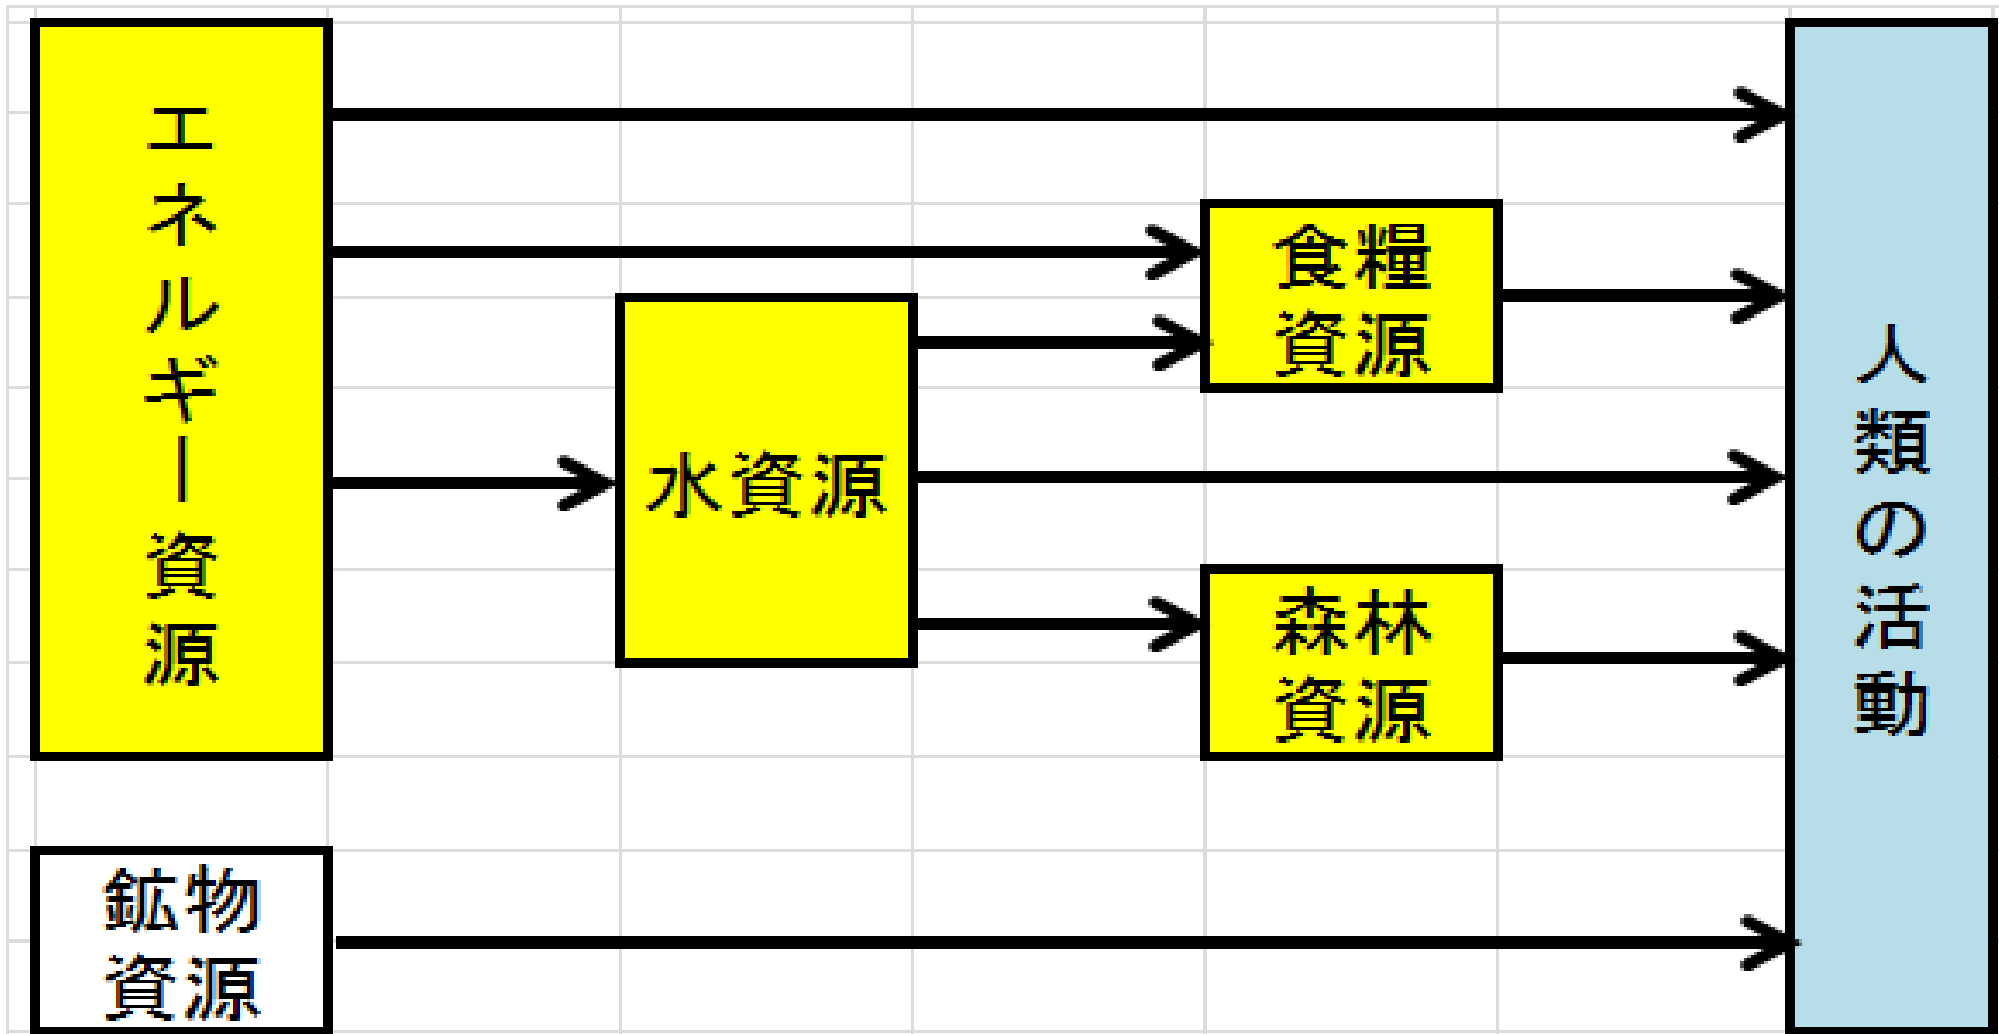 エネルギー資源
食糧
資源
水資源
森林
資源
鉱物
資源
人類の活動